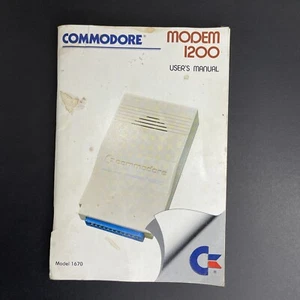 COMMODORE®
MODEM
1200
USER'S MANUAL
commodore
Model 1670